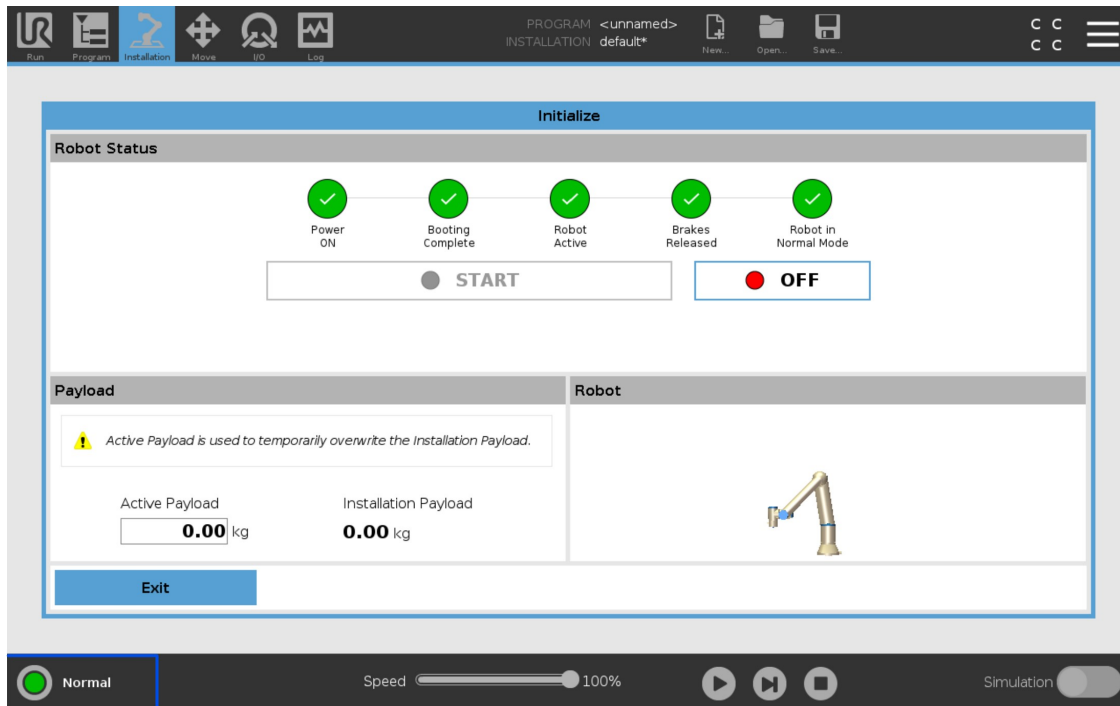 PROGRAM <unnamed>
INSTALLATION default*
Run
Program
Installation
Move
I/O
Log
New...
Open...
Save...
C C
C C
Initialize
Robot Status
Power
ON
Booting
Complete
Robot
Active
Brakes
Released
Robot in
Normal Mode
START
OFF
Payload
Robot
Active Payload is used to temporarily overwrite the Installation Payload.
Active Payload
Installation Payload
0.00 kg
0.00 kg
Exit
Normal
Speed 100%
Simulation